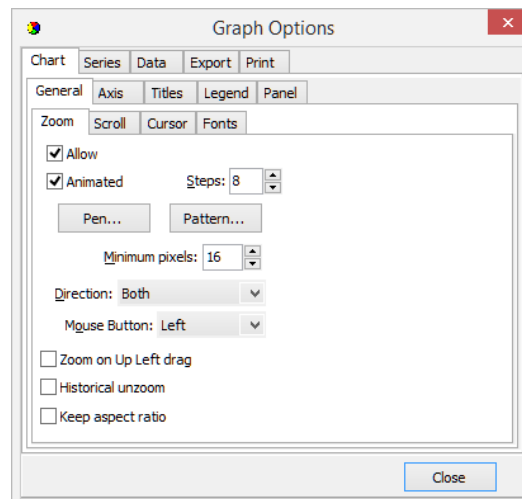 Graph Options
Chart Series Data Export Print
General Axis Titles Legend Panel
Zoom Scroll Cursor Fonts
Allow
Animated Steps: 8
Pen... Pattern...
Minimum pixels: 16
Direction: Both
Mouse Button: Left
Zoom on Up Left drag
Historical unzoom
Keep aspect ratio
Close